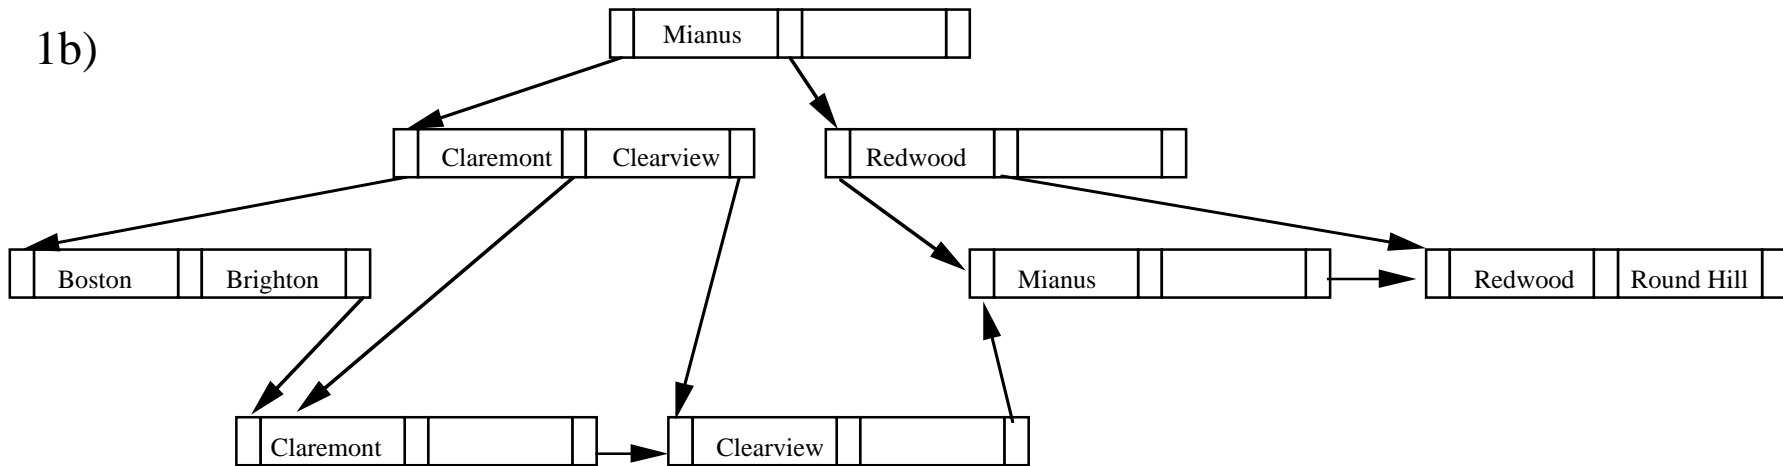 1b)
Mianus
Claremont Clearview
Redwood
Boston Brighton
Mianus
Redwood Round Hill
Claremont
Clearview